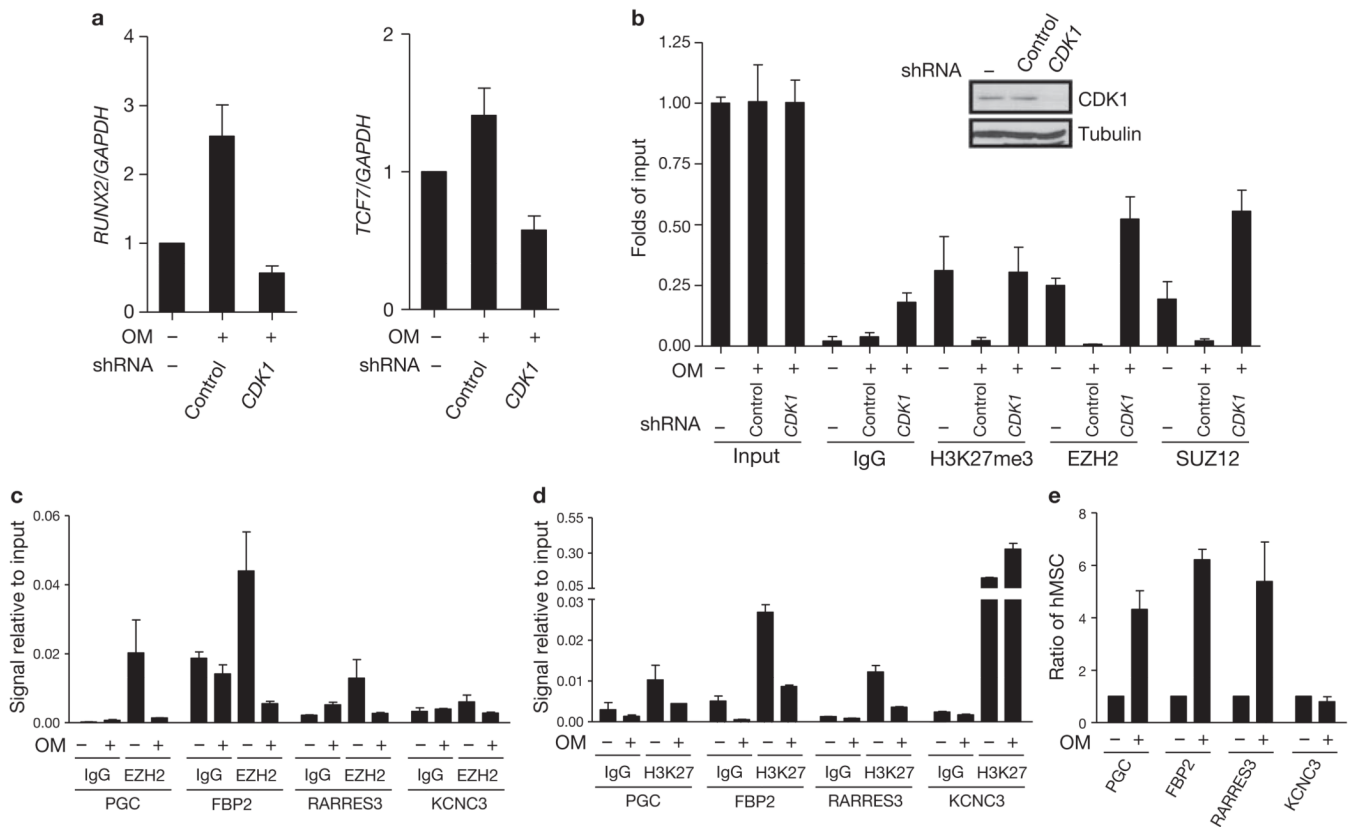 a
4
3
2
1
0
RUNX2/GAPDH
OM – + +
shRNA – Control CDK1
2
1
0
TCF7/GAPDH
OM – + +
shRNA – Control CDK1
b
1.25
1.00
0.75
0.50
0.25
0.00
Folds of input
shRNA – Control CDK1
CDK1
Tubulin
OM – + + – + + – + + – + + – + +
shRNA – Control CDK1 – Control CDK1 – Control CDK1 – Control CDK1 – Control CDK1
Input IgG H3K27me3 EZH2 SUZ12
c
0.06
0.04
0.02
0.00
Signal relative to input
OM – + – + – + – + – + – + – + – +
IgG EZH2 IgG EZH2 IgG EZH2 IgG EZH2
PGC FBP2 RARRES3 KCNC3
d
0.55
0.30
0.05
0.03
0.02
0.01
0.00
Signal relative to input
OM – + – + – + – + – + – + – + – +
IgG H3K27 IgG H3K27 IgG H3K27 IgG H3K27
PGC FBP2 RARRES3 KCNC3
e
8
6
4
2
0
Ratio of hMSC
OM – + – + – + – +
PGC FBP2 RARRES3 KCNC3